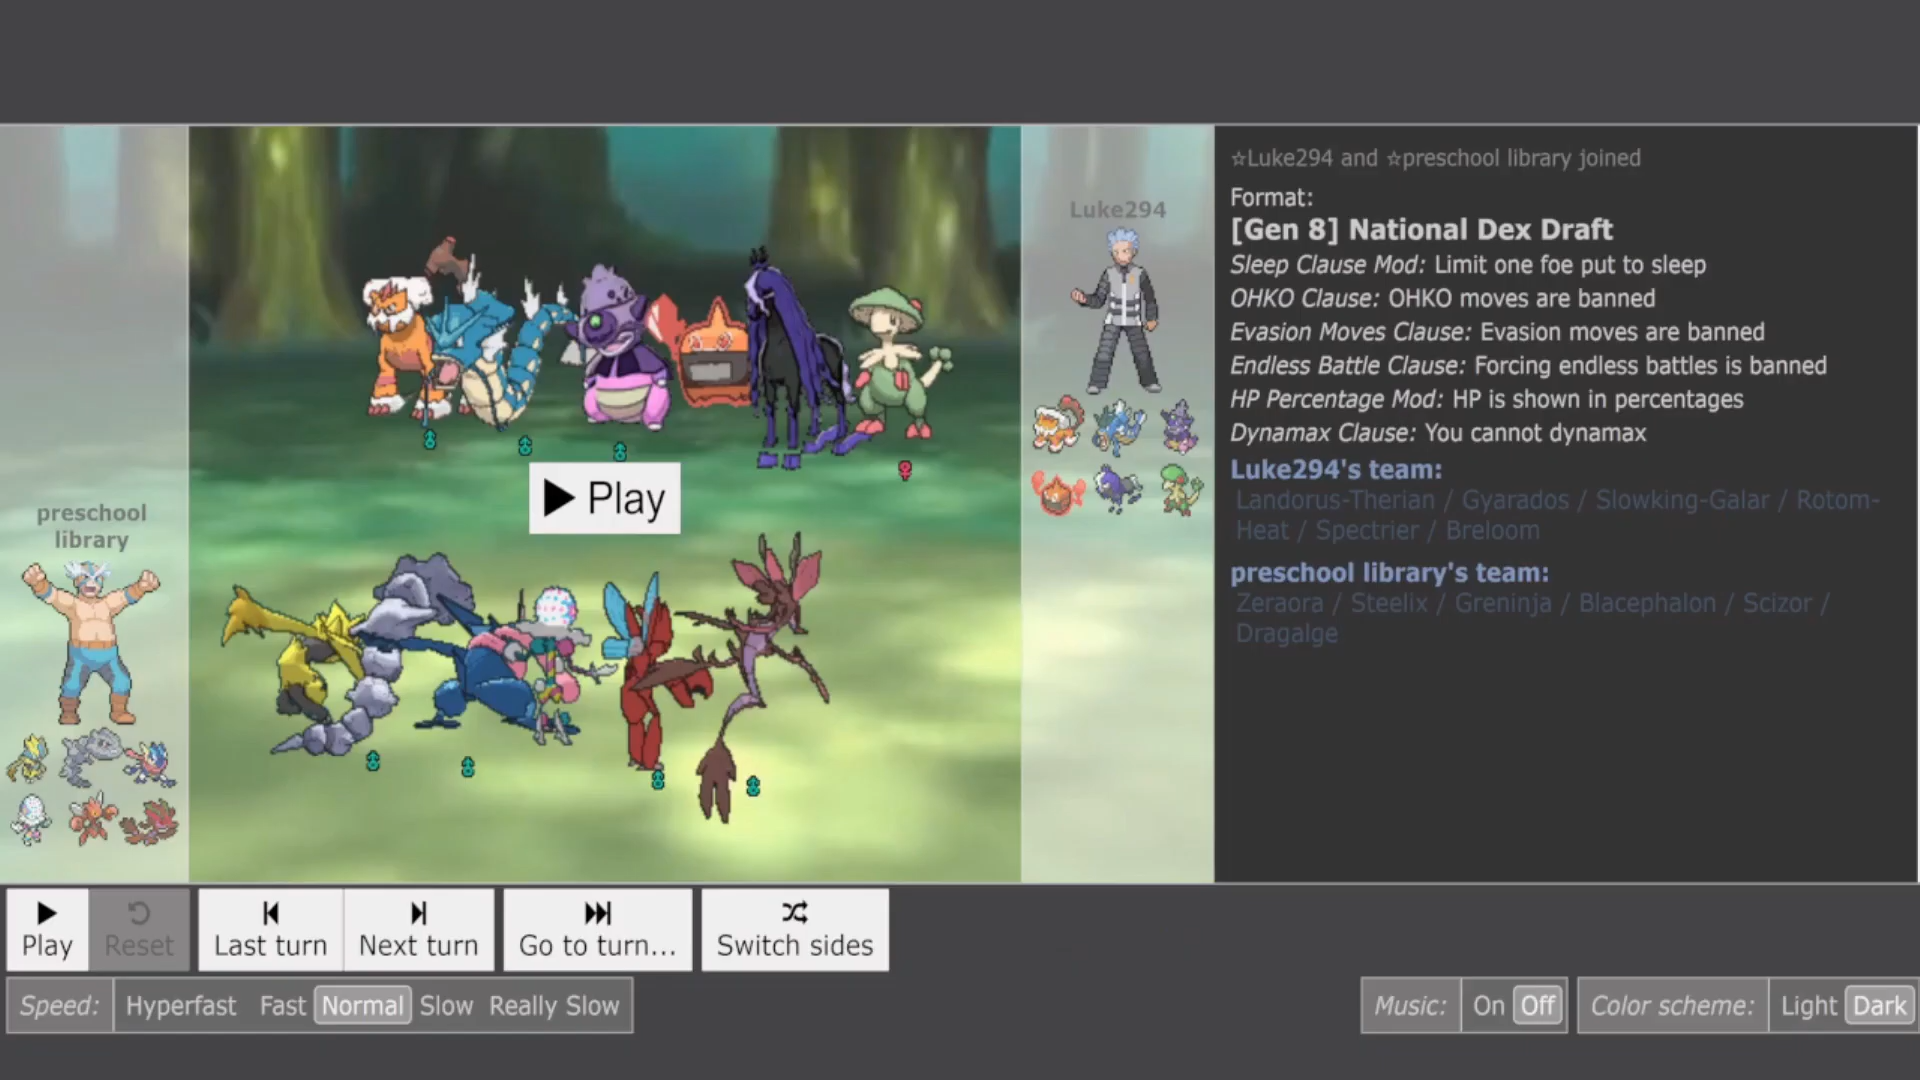 ☆Luke294 and ☆preschool library joined
Format:
[Gen 8] National Dex Draft
Sleep Clause Mod: Limit one foe put to sleep
OHKO Clause: OHKO moves are banned
Evasion Moves Clause: Evasion moves are banned
Endless Battle Clause: Forcing endless battles is banned
HP Percentage Mod: HP is shown in percentages
Dynamax Clause: You cannot dynamax
Luke294's team:
Landorus-Therian / Gyarados / Slowking-Galar / Rotom-
Heat / Spectrier / Breloom
preschool library's team:
Zeraora / Steelix / Greninja / Blacephalon / Scizor /
Dragalge
Luke294
preschool
library
Play
Play
Reset
Last turn
Next turn
Go to turn...
Switch sides
Speed: Hyperfast Fast Normal Slow Really Slow
Music: On Off
Color scheme: Light Dark